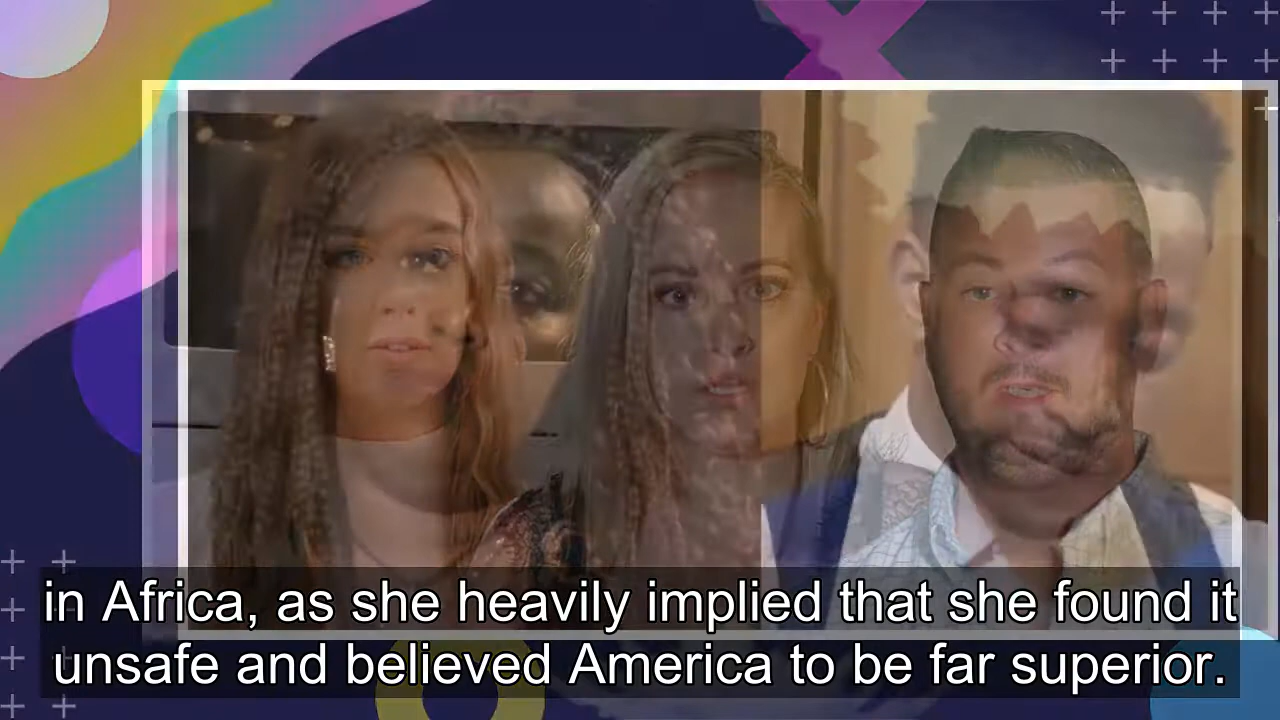 in Africa, as she heavily implied that she found it
unsafe and believed America to be far superior.